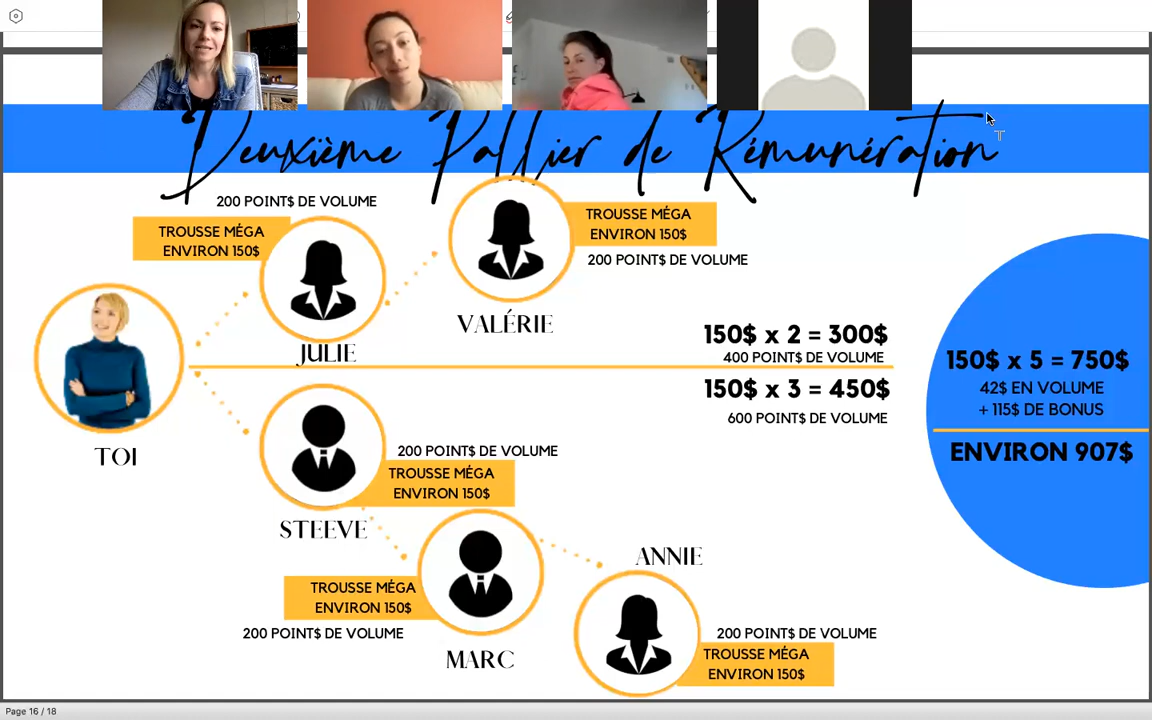 Deuxième Pallier de Rémunération
200 POINT$ DE VOLUME
TROUSSE MÉGA
ENVIRON 150$
JULIE
TROUSSE MÉGA
ENVIRON 150$
200 POINT$ DE VOLUME
VALÉRIE
TOI
150$ x 2 = 300$
400 POINT$ DE VOLUME
150$ x 3 = 450$
600 POINT$ DE VOLUME
150$ x 5 = 750$
42$ EN VOLUME
+ 115$ DE BONUS
ENVIRON 907$
200 POINT$ DE VOLUME
TROUSSE MÉGA
ENVIRON 150$
STEEVE
TROUSSE MÉGA
ENVIRON 150$
200 POINT$ DE VOLUME
MARC
ANNIE
200 POINT$ DE VOLUME
TROUSSE MÉGA
ENVIRON 150$
Page 16 / 18